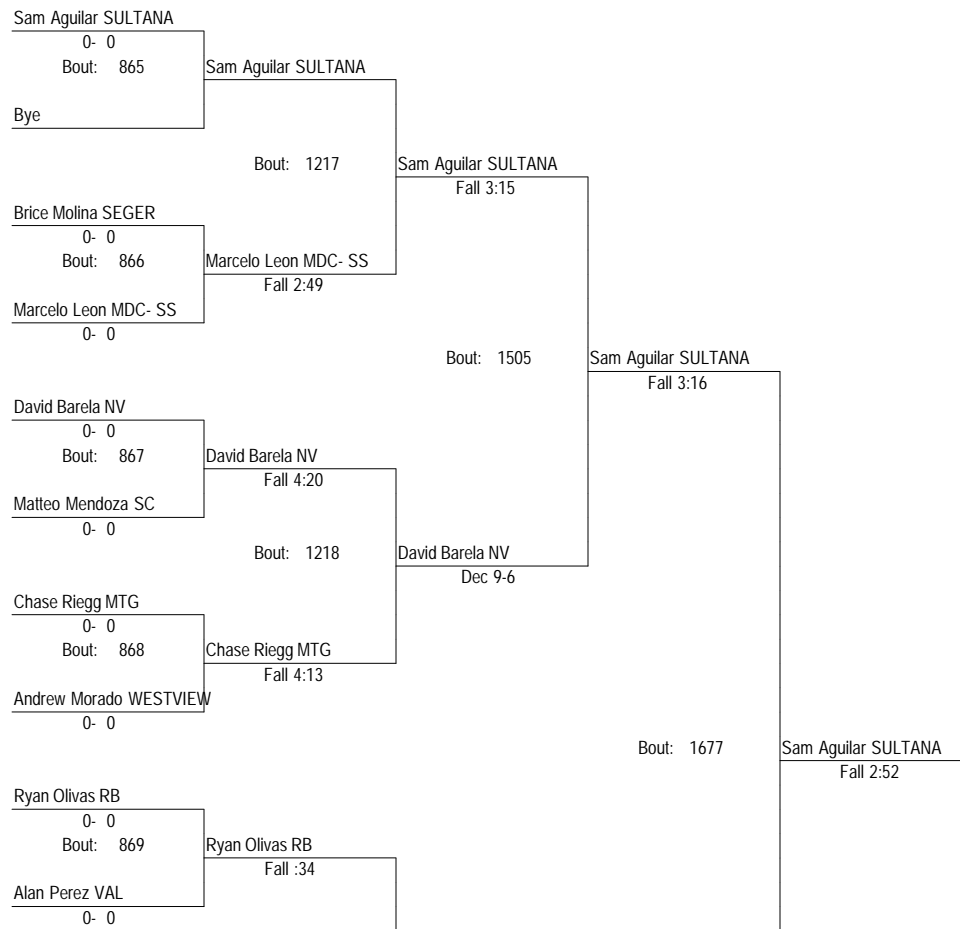 Sam Aguilar SULTANA
0- 0
Bout: 865
Sam Aguilar SULTANA
Bye
Bout: 1217
Sam Aguilar SULTANA
Fall 3:15
Brice Molina SEGER
0- 0
Bout: 866
Marcelo Leon MDC- SS
Fall 2:49
Marcelo Leon MDC- SS
0- 0
Bout: 1505
Sam Aguilar SULTANA
Fall 3:16
David Barela NV
0- 0
Bout: 867
David Barela NV
Fall 4:20
Matteo Mendoza SC
0- 0
Bout: 1218
David Barela NV
Dec 9-6
Chase Riegg MTG
0- 0
Bout: 868
Chase Riegg MTG
Fall 4:13
Andrew Morado WESTVIEW
0- 0
Bout: 1677
Sam Aguilar SULTANA
Fall 2:52
Ryan Olivas RB
0- 0
Bout: 869
Ryan Olivas RB
Fall :34
Alan Perez VAL
0- 0